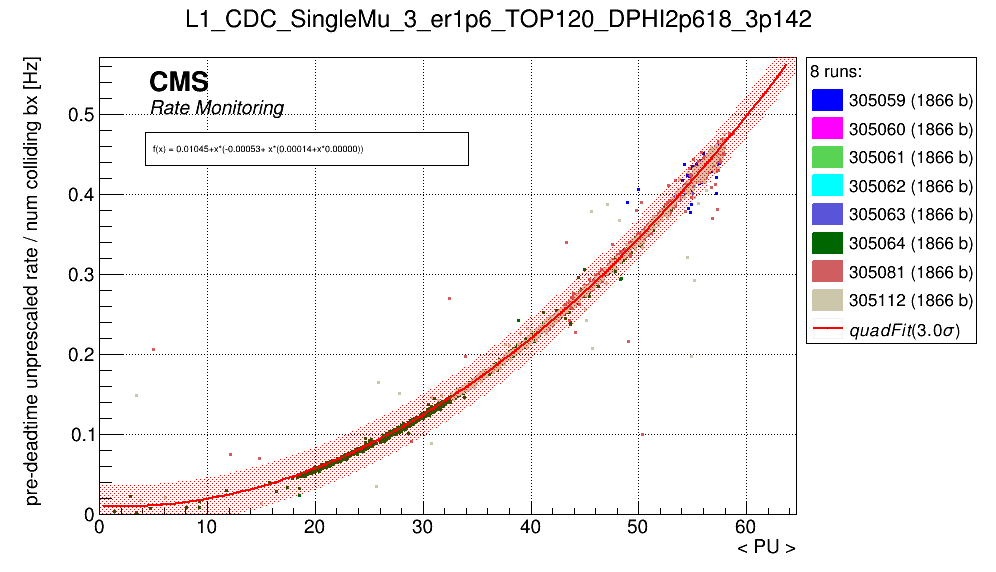 L1_CDC_SingleMu_3_er1p6_TOP120_DPHI2p618_3p142
pre-deadtime unprescaled rate / num colliding bx [Hz]
CMS
Rate Monitoring
f(x) = 0.01045+x*(-0.00053+ x*(0.00014+x*0.00000))
0.5
0.4
0.3
0.2
0.1
0
0 10 20 30 40 50 60
< PU >
8 runs:
305059 (1866 b)
305060 (1866 b)
305061 (1866 b)
305062 (1866 b)
305063 (1866 b)
305064 (1866 b)
305081 (1866 b)
305112 (1866 b)
quadFit(3.0σ)